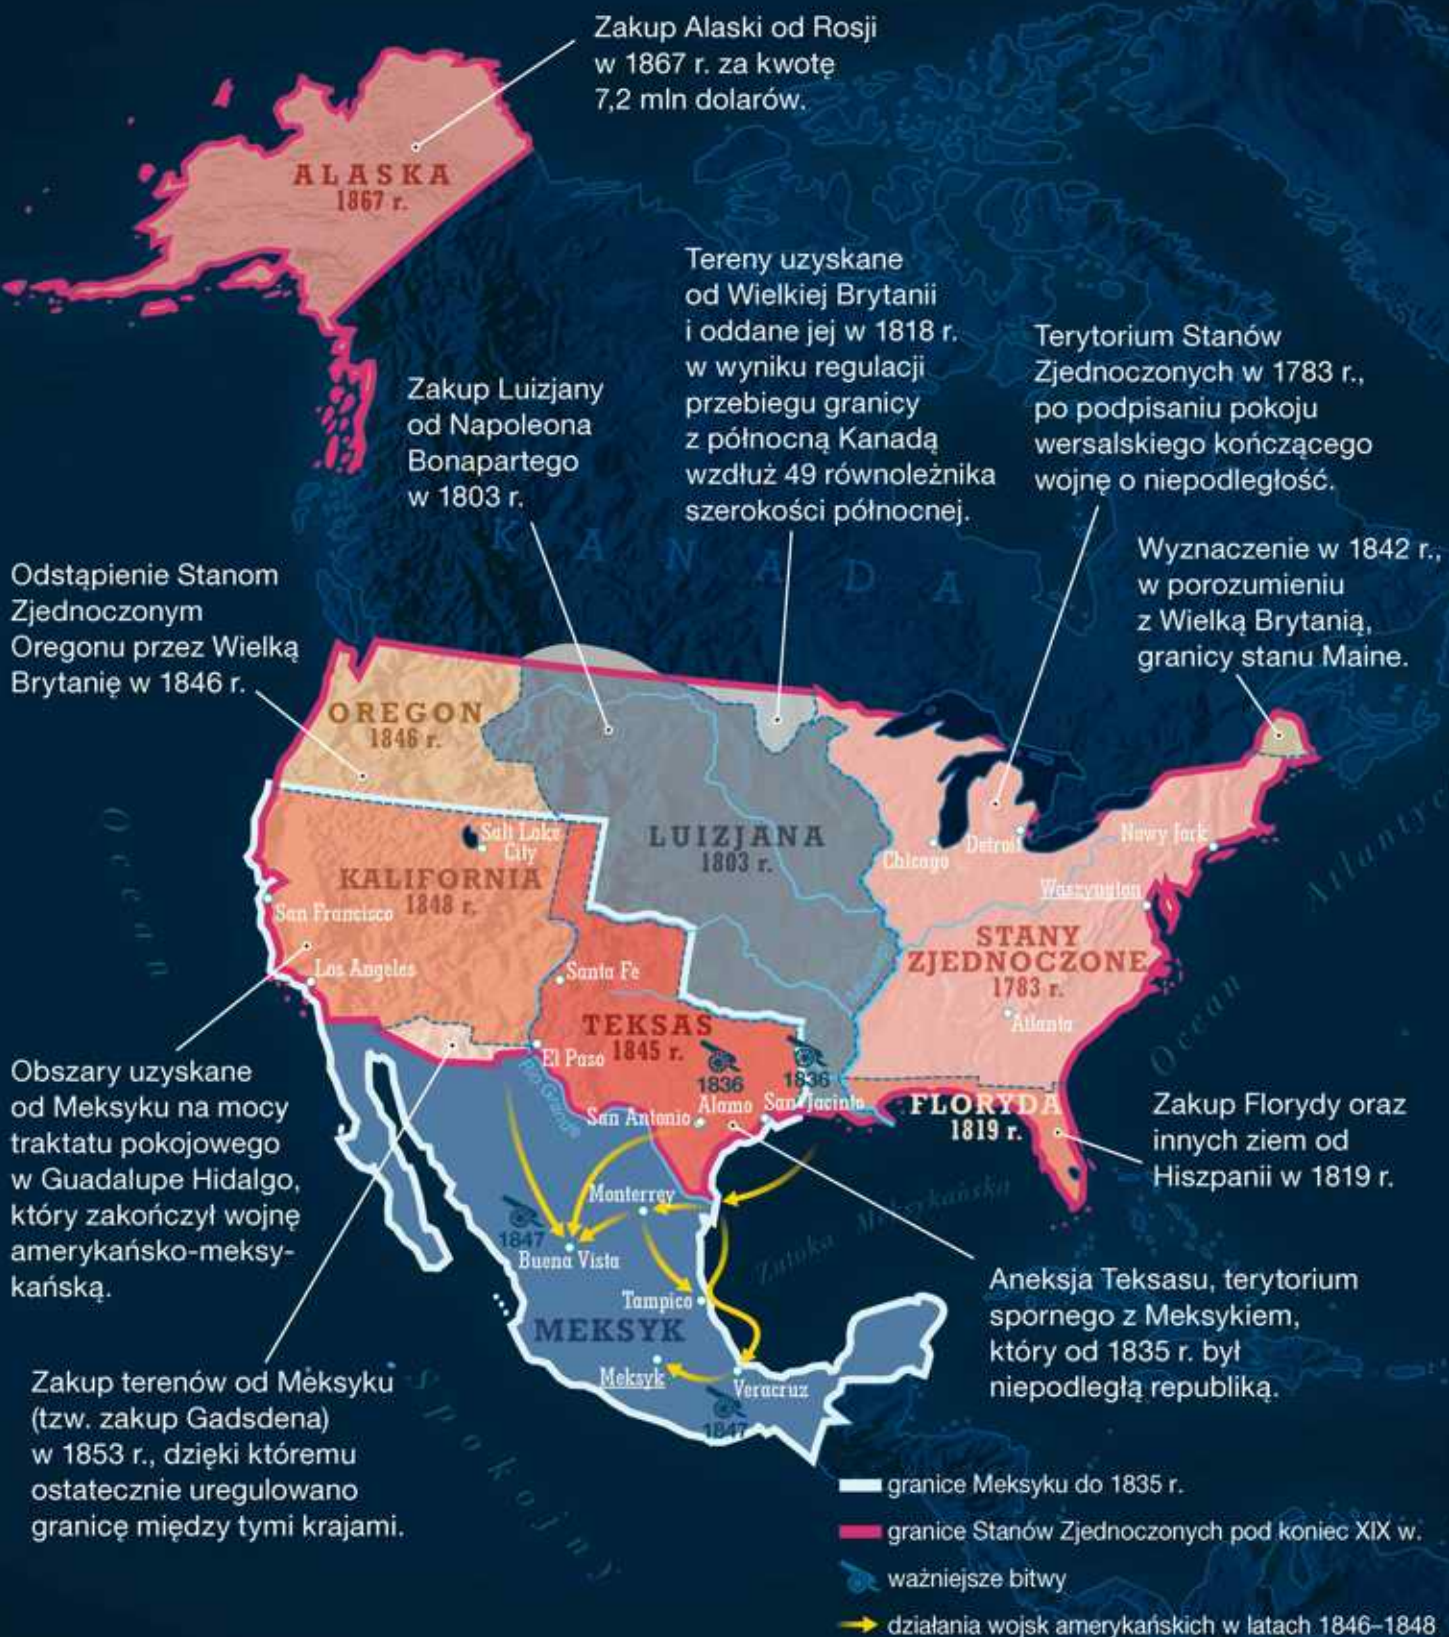 Zakup Alaski od Rosji
w 1867 r. za kwotę
7,2 mln dolarów.
ALASKA
1867 r.
Tereny uzyskane
od Wielkiej Brytanii
i oddane jej w 1818 r.
w wyniku regulacji
przebiegu granicy
z północną Kanadą
wzdłuż 49 równoleżnika
szerokości północnej.
Terytorium Stanów
Zjednoczonych w 1783 r.,
po podpisaniu pokoju
wersalskiego kończącego
wojnę o niepodległość.
Zakup Luizjany
od Napoleona
Bonapartego
w 1803 r.
KANADA
Wyznaczenie w 1842 r.,
w porozumieniu
z Wielką Brytanią,
granicy stanu Maine.
Odstąpienie Stanom
Zjednoczonym
Oregonu przez Wielką
Brytanię w 1846 r.
OREGON
1846 r.
LUIZJANA
1803 r.
Salt Lake
City
Chicago
Detroit
Nowy Jork
Waszyngton
KALIFORNIA
1848 r.
San Francisco
Los Angeles
Santa Fe
STANY
ZJEDNOCZONE
1783 r.
Atlanta
TEKSAS
1845 r.
El Paso
Rio Grande
1836
Alamo
1836
San Jacinto
San Antonio
FLORYDA
1819 r.
Ocean
Atlantyc
Ocean
Spokojny
Zatoka Meksykańska
Obszary uzyskane
od Meksyku na mocy
traktatu pokojowego
w Guadalupe Hidalgo,
który zakończył wojnę
amerykańsko-meksy-
kańską.
Zakup Florydy oraz
innych ziem od
Hiszpanii w 1819 r.
Monterrey
1847
Buena Vista
Tampico
MEKSYK
Meksyk
Veracruz
1847
Aneksja Teksasu, terytorium
spornego z Meksykiem,
który od 1835 r. był
niepodległą republiką.
Zakup terenów od Meksyku
(tzw. zakup Gadsdena)
w 1853 r., dzięki któremu
ostatecznie uregulowano
granicę między tymi krajami.
granice Meksyku do 1835 r.
granice Stanów Zjednoczonych pod koniec XIX w.
ważniejsze bitwy
działania wojsk amerykańskich w latach 1846–1848